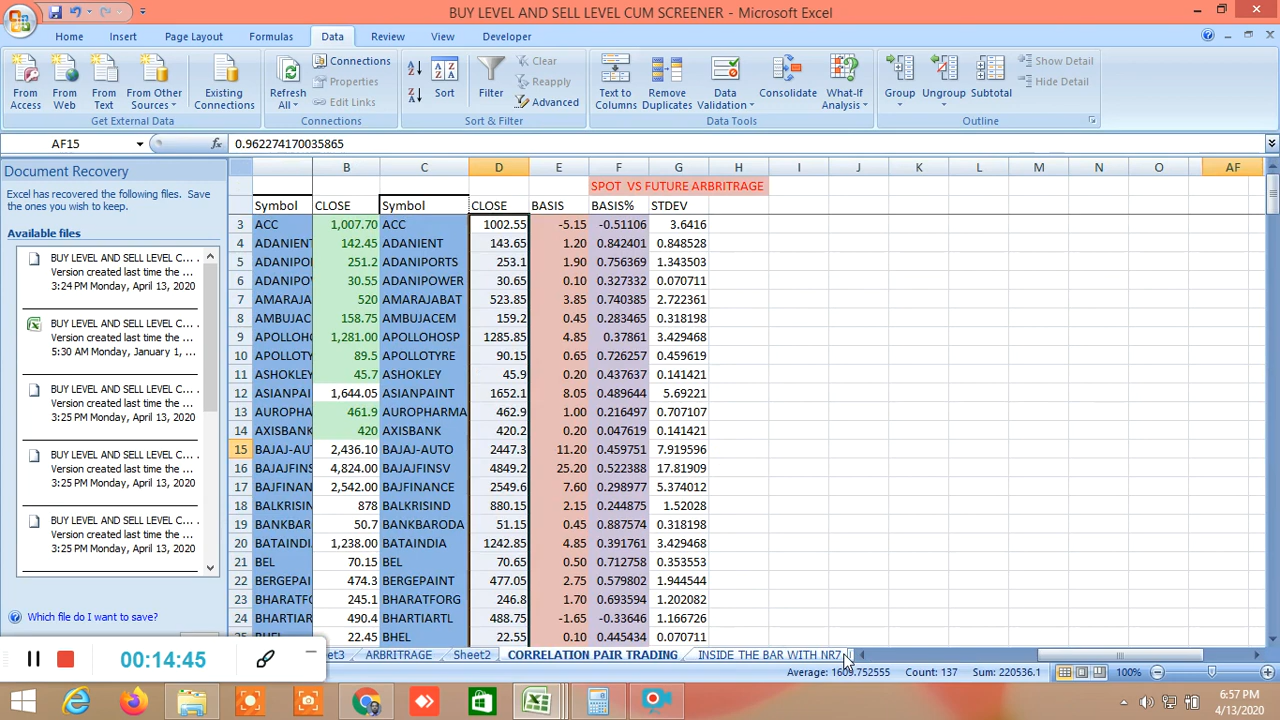 BUY LEVEL AND SELL LEVEL CUM SCREENER - Microsoft Excel
Home Insert Page Layout Formulas Data Review View Developer
From Access
From Web
From Text
From Other Sources
Existing Connections
Get External Data
Refresh All
Connections
Properties
Edit Links
Connections
Sort
Filter
Clear
Reapply
Advanced
Sort & Filter
Text to Columns
Remove Duplicates
Data Validation
Consolidate
What-If Analysis
Data Tools
Group
Ungroup
Subtotal
Show Detail
Hide Detail
Outline
AF15 fx 0.962274170035865
Document Recovery
Excel has recovered the following files. Save
the ones you wish to keep.
Available files
BUY LEVEL AND SELL LEVEL C... .
Version created last time the ...
3:24 PM Monday, April 13, 2020
BUY LEVEL AND SELL LEVEL C... .
Version created last time the ...
5:30 AM Monday, January 1, ...
BUY LEVEL AND SELL LEVEL C... .
Version created last time the ...
3:25 PM Monday, April 13, 2020
BUY LEVEL AND SELL LEVEL C... .
Version created last time the ...
3:25 PM Monday, April 13, 2020
BUY LEVEL AND SELL LEVEL C... .
Version created last time the ...
3:25 PM Monday, April 13, 2020
Which file do I want to save?
B C D E F G H I J K L M N O AF
SPOT VS FUTURE ARBRITRAGE
Symbol CLOSE Symbol CLOSE BASIS BASIS% STDEV
3 ACC 1,007.70 ACC 1002.55 -5.15 -0.51106 3.6416
4 ADANIENT 142.45 ADANIENT 143.65 1.20 0.842401 0.848528
5 ADANIPO 251.2 ADANIPORTS 253.1 1.90 0.756369 1.343503
6 ADANIPO 30.55 ADANIPOWER 30.65 0.10 0.327332 0.070711
7 AMARAJA 520 AMARAJABAT 523.85 3.85 0.740385 2.722361
8 AMBUJAC 158.75 AMBUJACEM 159.2 0.45 0.283465 0.318198
9 APOLLOH 1,281.00 APOLLOHOSP 1285.85 4.85 0.37861 3.429468
10 APOLLOT 89.5 APOLLOTYRE 90.15 0.65 0.726257 0.459619
11 ASHOKLEY 45.7 ASHOKLEY 45.9 0.20 0.437637 0.141421
12 ASIANPAI 1,644.05 ASIANPAINT 1652.1 8.05 0.489644 5.69221
13 AUROPHA 461.9 AUROPHARMA 462.9 1.00 0.216497 0.707107
14 AXISBANK 420 AXISBANK 420.2 0.20 0.047619 0.141421
15 BAJAJ-AU 2,436.10 BAJAJ-AUTO 2447.3 11.20 0.459751 7.919596
16 BAJAJFINS 4,824.00 BAJAJFINSV 4849.2 25.20 0.522388 17.81909
17 BAJFINAN 2,542.00 BAJFINANCE 2549.6 7.60 0.298977 5.374012
18 BALKRISIN 878 BALKRISIND 880.15 2.15 0.244875 1.52028
19 BANKBAR 50.7 BANKBARODA 51.15 0.45 0.887574 0.318198
20 BATAINDI 1,238.00 BATAINDIA 1242.85 4.85 0.391761 3.429468
21 BEL 70.15 BEL 70.65 0.50 0.712758 0.353553
22 BERGEPAI 474.3 BERGEPAINT 477.05 2.75 0.579802 1.944544
23 BHARATFO 245.1 BHARATFORG 246.8 1.70 0.693594 1.202082
24 BHARTIAR 490.4 BHARTIARTL 488.75 -1.65 -0.33646 1.166726
25 BHEL 22.45 BHEL 22.55 0.10 0.445434 0.070711
00:14:45
eet3 ARBITRAGE Sheet2 CORRELATION PAIR TRADING INSIDE THE BAR WITH NR7
Average: 1609.752555 Count: 137 Sum: 220536.1 100%
6:57 PM
4/13/2020